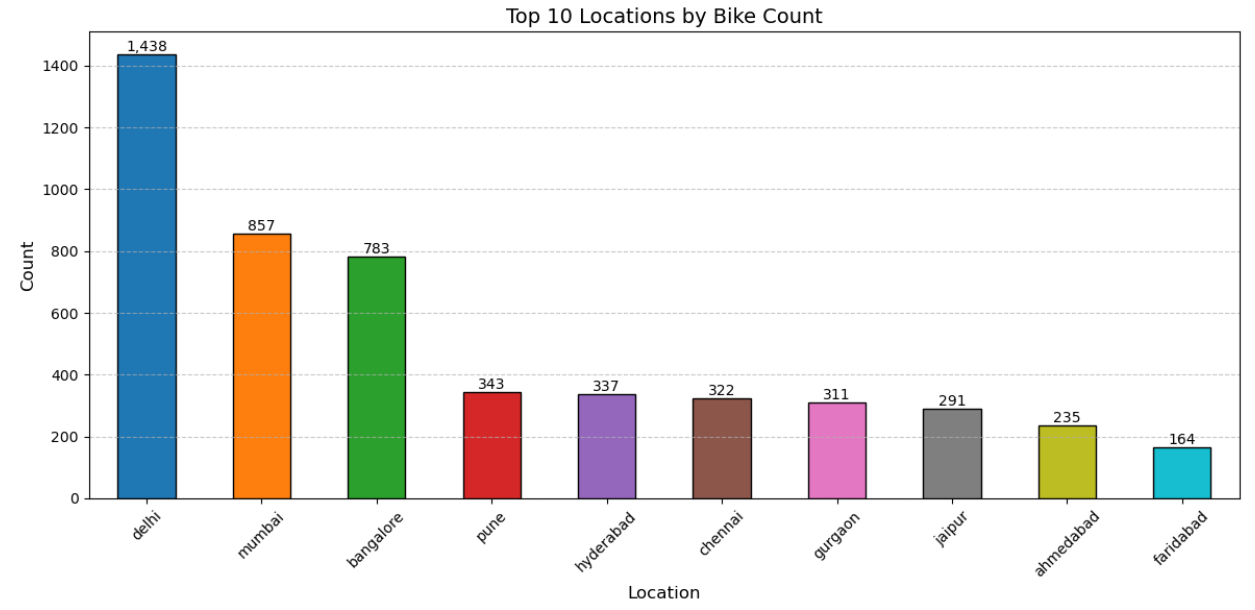 Top 10 Locations by Bike Count
Count
1400
1200
1000
800
600
400
200
0
1,438
857
783
343
337
322
311
291
235
164
delhi
mumbai
bangalore
pune
hyderabad
chennai
gurgaon
jaipur
ahmedabad
faridabad
Location